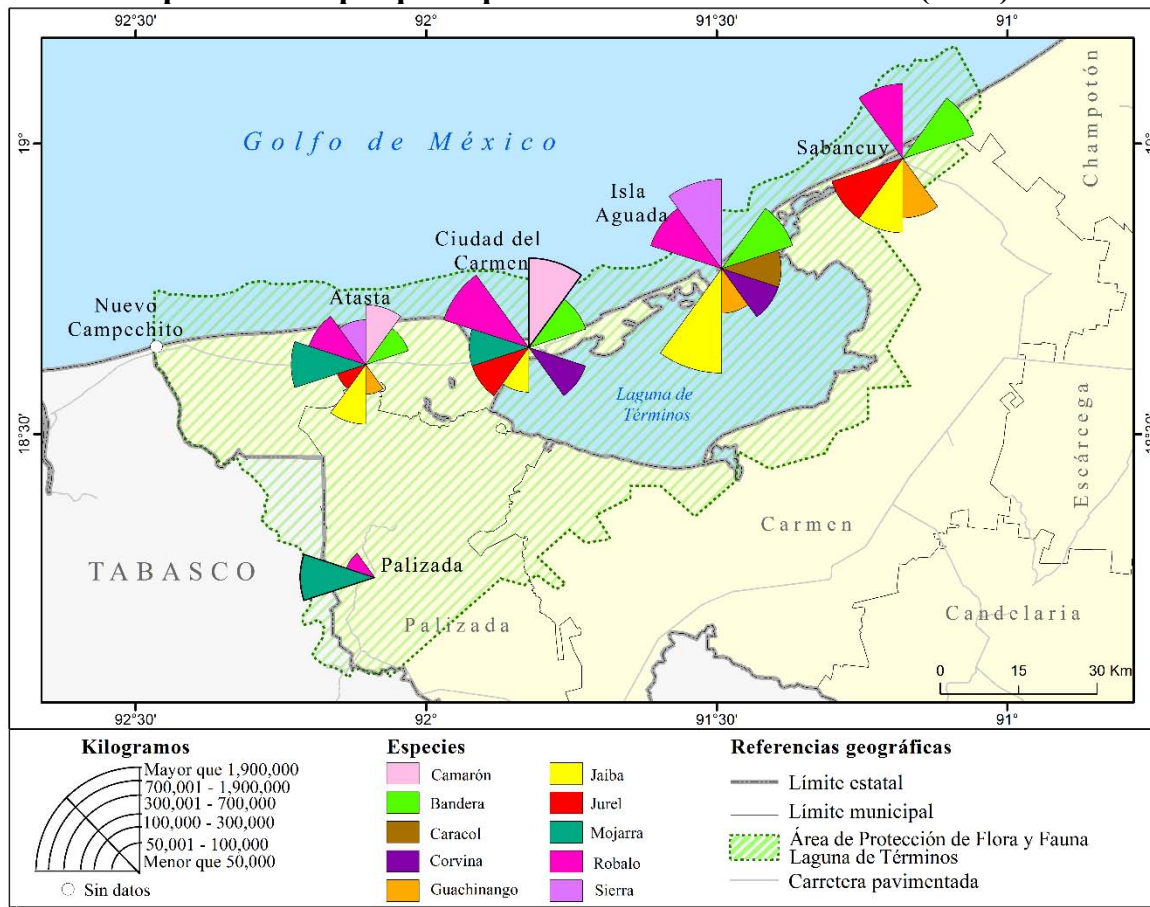 92°30'
92°
91°30'
91°
19°
19°
18°30'
18°30'
Golfo de México
Champotón
Sabancuy
Isla
Aguada
Ciudad del
Carmen
Atasta
Nuevo
Campechito
Laguna de
Términos
Escárcega
Carmen
TABASCO
Palizada
Palizada
Candelaria
0 15 30 Km
92°30'
92°
91°30'
91°
Kilogramos
Mayor que 1,900,000
700,001 - 1,900,000
300,001 - 700,000
100,000 - 300,000
50,001 - 100,000
Menor que 50,000
Sin datos
Especies
Camarón
Bandera
Caracol
Corvina
Guachinango
Jaiba
Jurel
Mojarra
Robalo
Sierra
Referencias geográficas
Límite estatal
Límite municipal
Área de Protección de Flora y Fauna
Laguna de Términos
Carretera pavimentada